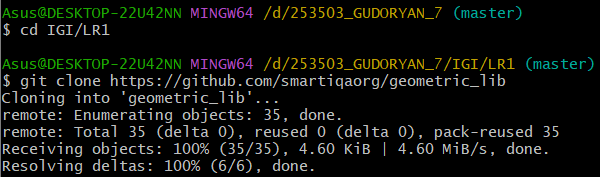 Asus@DESKTOP-22U42NN MINGW64 /d/253503_GUDORYAN_7 (master)
$ cd IGI/LR1
Asus@DESKTOP-22U42NN MINGW64 /d/253503_GUDORYAN_7/IGI/LR1 (master)
$ git clone https://github.com/smartiqaorg/geometric_lib
Cloning into 'geometric_lib'...
remote: Enumerating objects: 35, done.
remote: Total 35 (delta 0), reused 0 (delta 0), pack-reused 35
Receiving objects: 100% (35/35), 4.60 KiB | 4.60 MiB/s, done.
Resolving deltas: 100% (6/6), done.